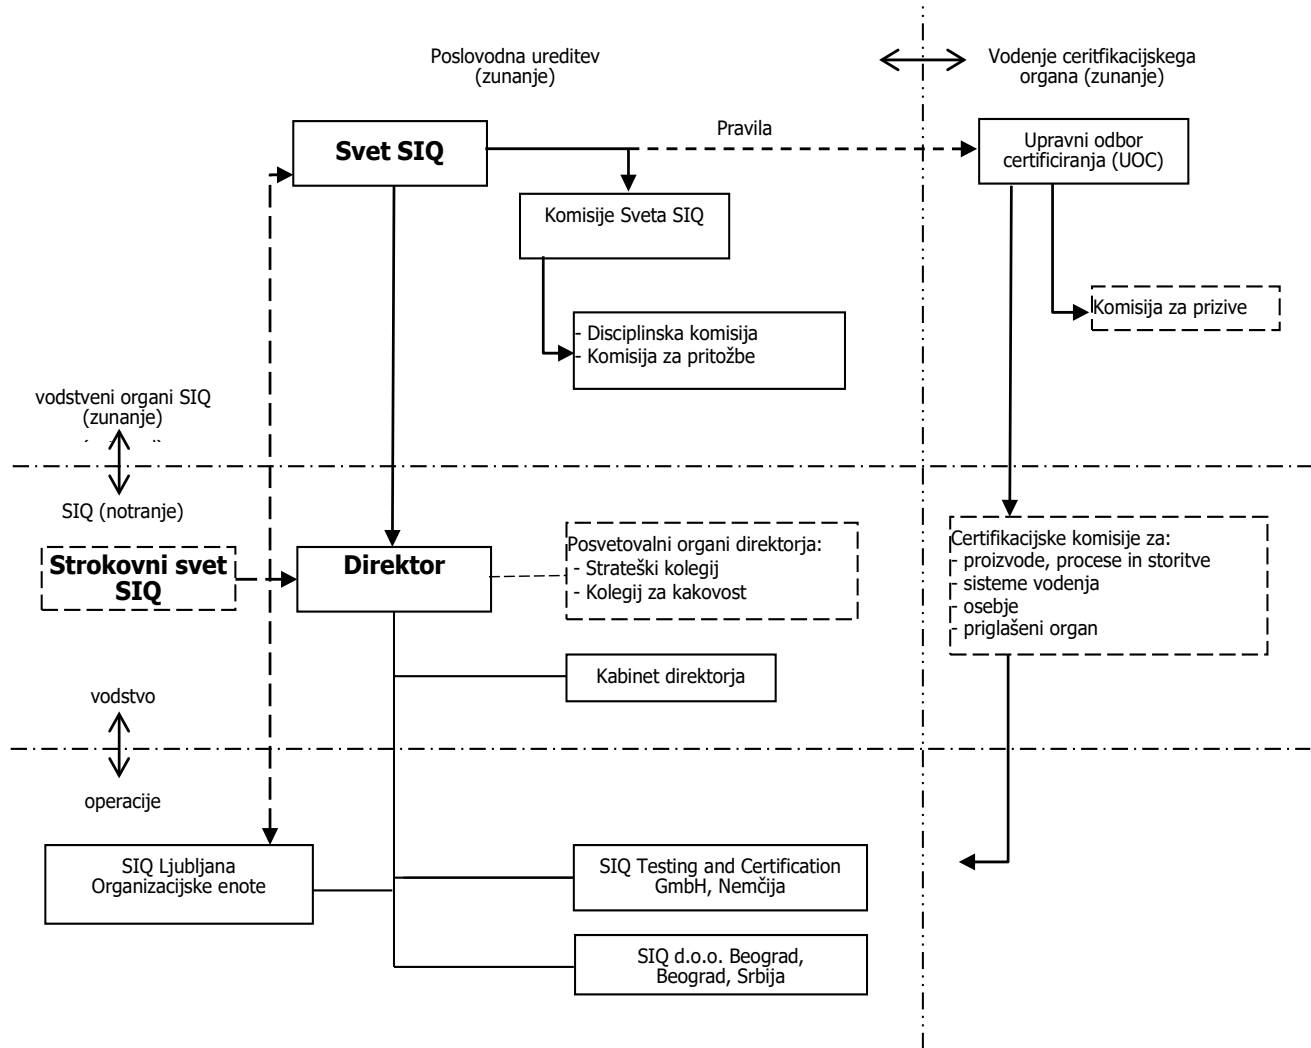 Poslovodna ureditev
(zunanje)
Vodenje ceritfikacijskega
organa (zunanje)
Svet SIQ
Pravila
Upravni odbor
certificiranja (UOC)
Komisije Sveta SIQ
Komisija za prizive
- Disciplinska komisija
- Komisija za pritožbe
vodstveni organi SIQ
(zunanje)
SIQ (notranje)
Strokovni svet
SIQ
Direktor
Posvetovalni organi direktorja:
- Strateški kolegij
- Kolegij za kakovost
Certifikacijske komisije za:
- proizvode, procese in storitve
- sisteme vodenja
- osebje
- priglašeni organ
Kabinet direktorja
vodstvo
operacije
SIQ Ljubljana
Organizacijske enote
SIQ Testing and Certification
GmbH, Nemčija
SIQ d.o.o. Beograd,
Beograd, Srbija